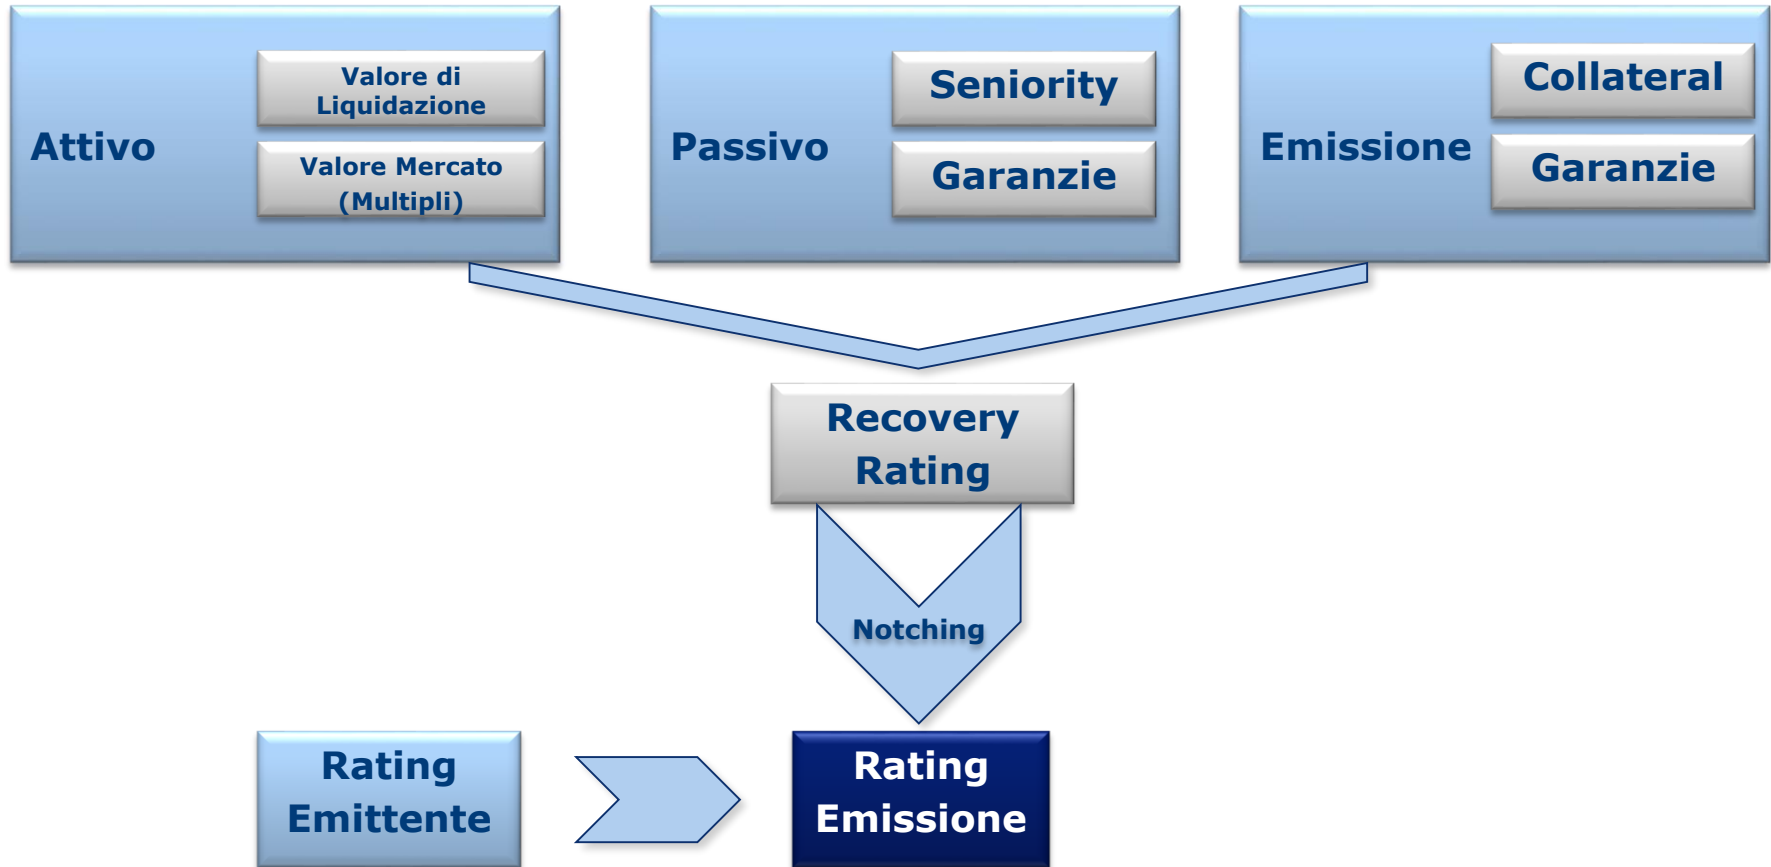 Attivo
Valore di
Liquidazione
Valore Mercato
(Multipli)
Passivo
Seniority
Garanzie
Emissione
Collateral
Garanzie
Recovery
Rating
Notching
Rating
Emittente
Rating
Emissione